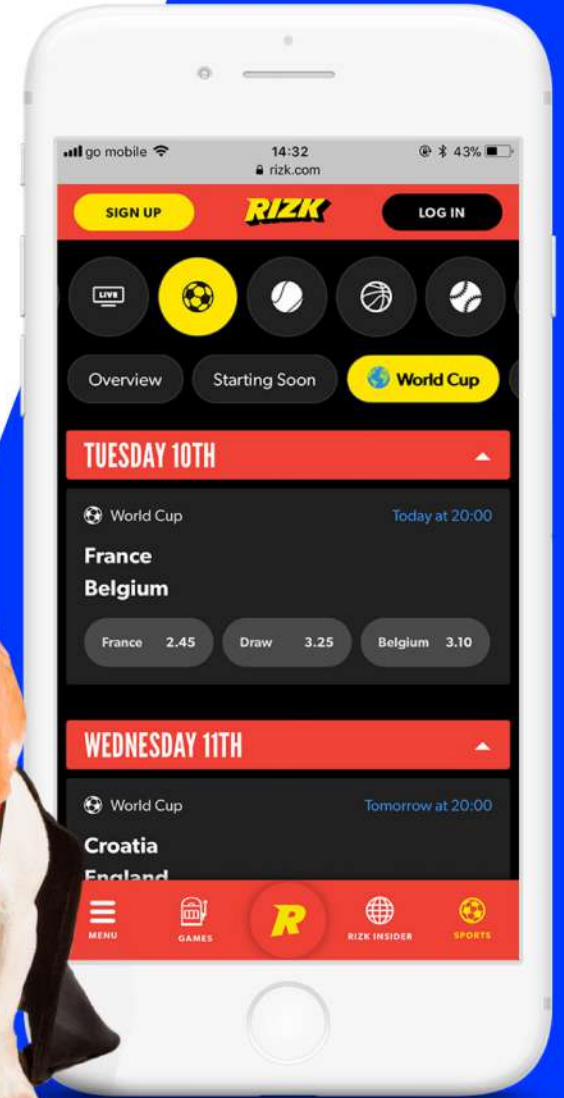 go mobile 14:32 43%
rizk.com
SIGN UP RIZK LOG IN
LIVE
Overview Starting Soon World Cup
TUESDAY 10TH
World Cup Today at 20:00
France
Belgium
France 2.45 Draw 3.25 Belgium 3.10
WEDNESDAY 11TH
World Cup Tomorrow at 20:00
Croatia
England
MENU GAMES R RIZK INSIDER SPORTS